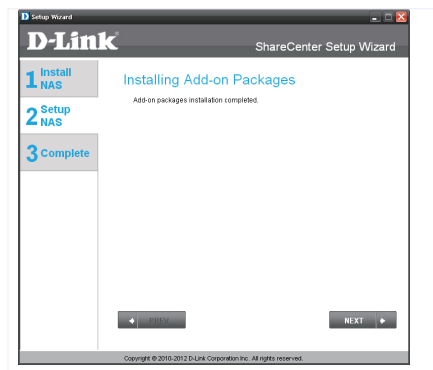 Setup Wizard
D-Link
ShareCenter Setup Wizard
1 Install
NAS
2 Setup
NAS
3 Complete
Installing Add-on Packages
Add-on packages installation completed.
PREV
NEXT
Copyright © 2010-2012 D-Link Corporation Inc. All rights reserved.